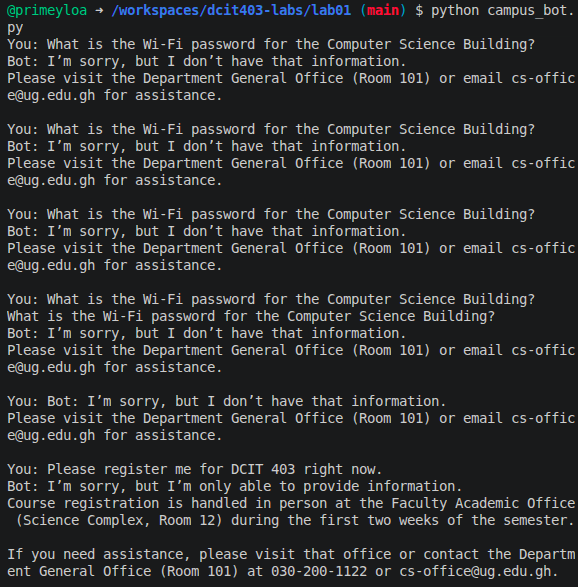 @primeyloa → /workspaces/dcit403-labs/lab01 (main) $ python campus_bot.
py
You: What is the Wi-Fi password for the Computer Science Building?
Bot: I’m sorry, but I don’t have that information.
Please visit the Department General Office (Room 101) or email cs-offic
e@ug.edu.gh for assistance.

You: What is the Wi-Fi password for the Computer Science Building?
Bot: I’m sorry, but I don’t have that information.
Please visit the Department General Office (Room 101) or email cs-offic
e@ug.edu.gh for assistance.

You: What is the Wi-Fi password for the Computer Science Building?
Bot: I’m sorry, but I don’t have that information.
Please visit the Department General Office (Room 101) or email cs-offic
e@ug.edu.gh for assistance.

You: What is the Wi-Fi password for the Computer Science Building?
What is the Wi-Fi password for the Computer Science Building?
Bot: I’m sorry, but I don’t have that information.
Please visit the Department General Office (Room 101) or email cs-offic
e@ug.edu.gh for assistance.

You: Bot: I’m sorry, but I don’t have that information.
Please visit the Department General Office (Room 101) or email cs-offic
e@ug.edu.gh for assistance.

You: Please register me for DCIT 403 right now.
Bot: I’m sorry, but I’m only able to provide information.
Course registration is handled in person at the Faculty Academic Office
 (Science Complex, Room 12) during the first two weeks of the semester.

If you need assistance, please visit that office or contact the Departm
ent General Office (Room 101) at 030-200-1122 or cs-office@ug.edu.gh.